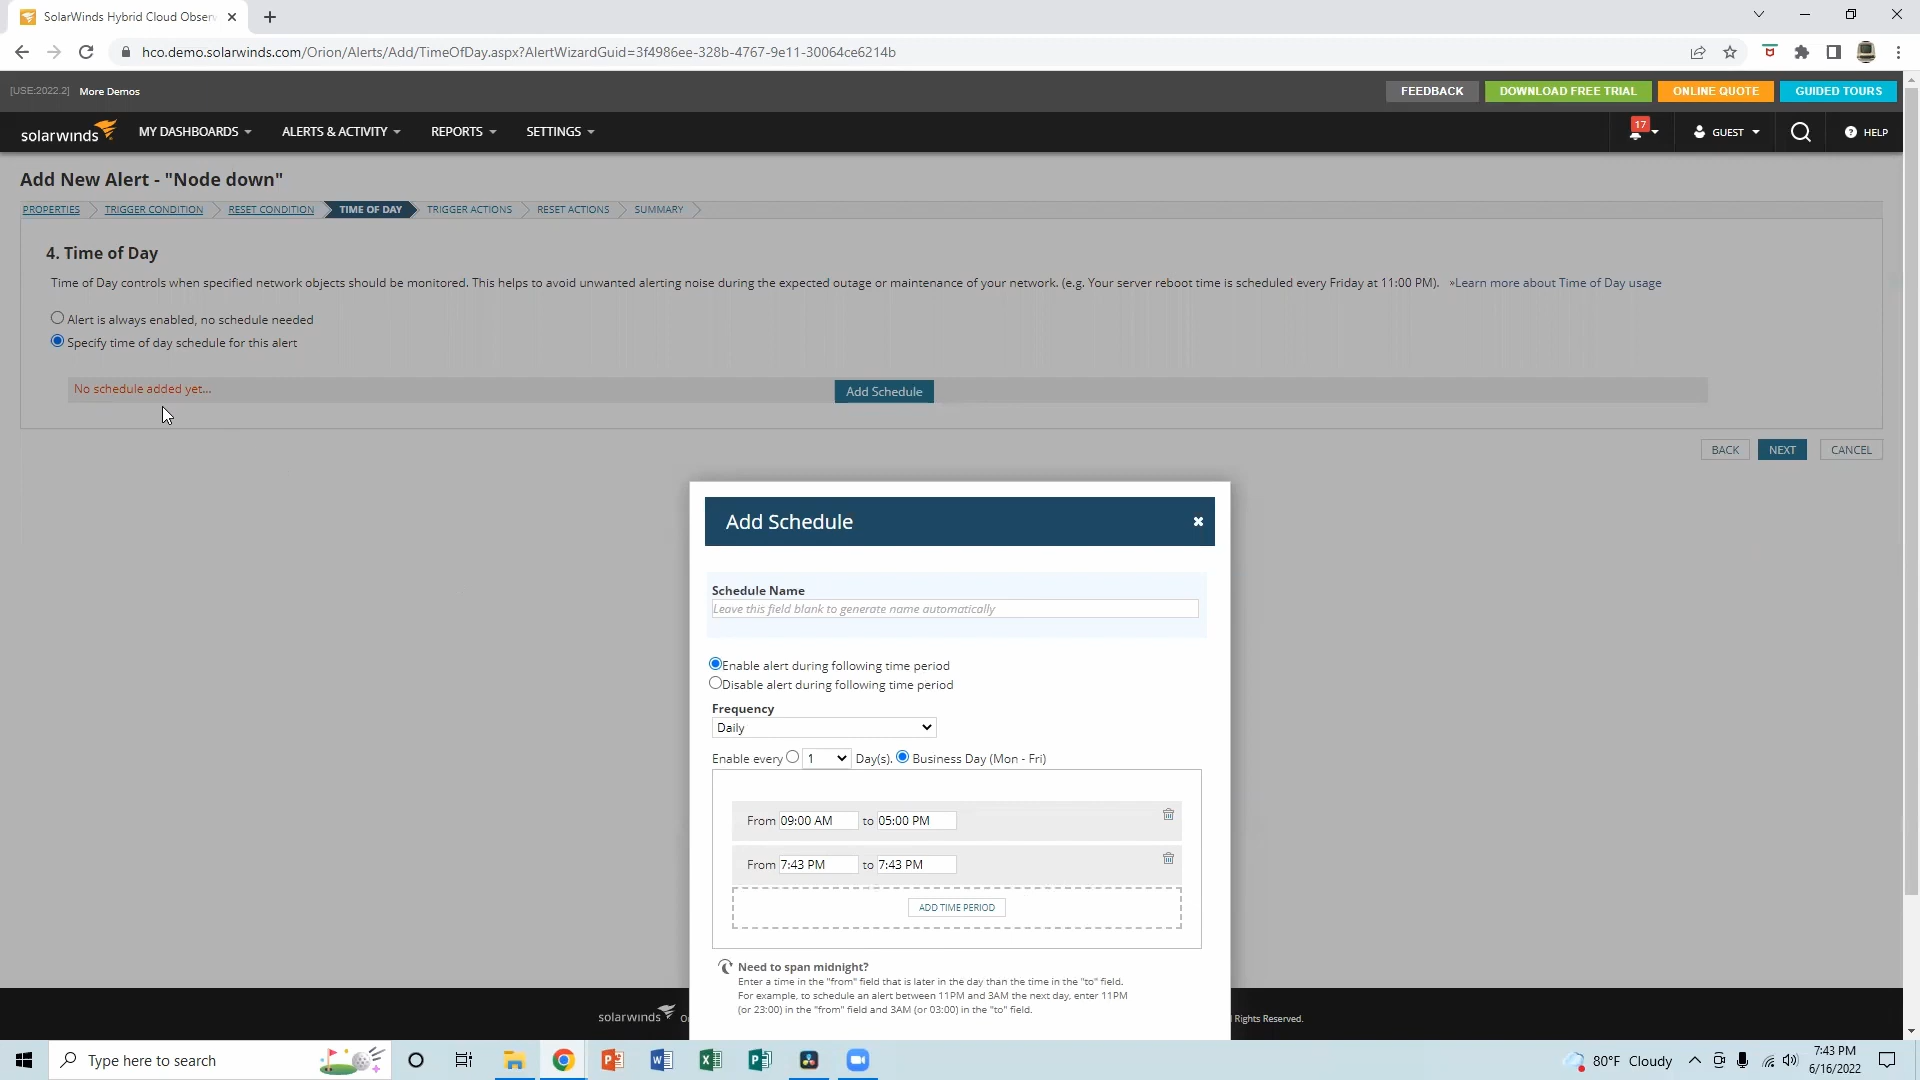 SolarWinds Hybrid Cloud Obser
hco.demo.solarwinds.com/Orion/Alerts/Add/TimeOfDay.aspx?AlertWizardGuid=3f4986ee-328b-4767-9e11-30064ce6214b
[USE:2022.2] More Demos
FEEDBACK DOWNLOAD FREE TRIAL ONLINE QUOTE GUIDED TOURS
solarwinds MY DASHBOARDS ALERTS & ACTIVITY REPORTS SETTINGS 17 GUEST HELP
Add New Alert - "Node down"
PROPERTIES TRIGGER CONDITION RESET CONDITION TIME OF DAY TRIGGER ACTIONS RESET ACTIONS SUMMARY
4. Time of Day
Time of Day controls when specified network objects should be monitored. This helps to avoid unwanted alerting noise during the expected outage or maintenance of your network. (e.g. Your server reboot time is scheduled every Friday at 11:00 PM). »Learn more about Time of Day usage
Alert is always enabled, no schedule needed
Specify time of day schedule for this alert
No schedule added yet... Add Schedule
BACK NEXT CANCEL
Add Schedule
Schedule Name
Leave this field blank to generate name automatically
Enable alert during following time period
Disable alert during following time period
Frequency
Daily
Enable every 1 Day(s). Business Day (Mon - Fri)
From 09:00 AM to 05:00 PM
From 7:43 PM to 7:43 PM
ADD TIME PERIOD
Need to span midnight?
Enter a time in the "from" field that is later in the day than the time in the "to" field.
For example, to schedule an alert between 11PM and 3AM the next day, enter 11PM
(or 23:00) in the "from" field and 3AM (or 03:00) in the "to" field.
solarwinds Rights Reserved.
Type here to search 80°F Cloudy 7:43 PM
6/16/2022